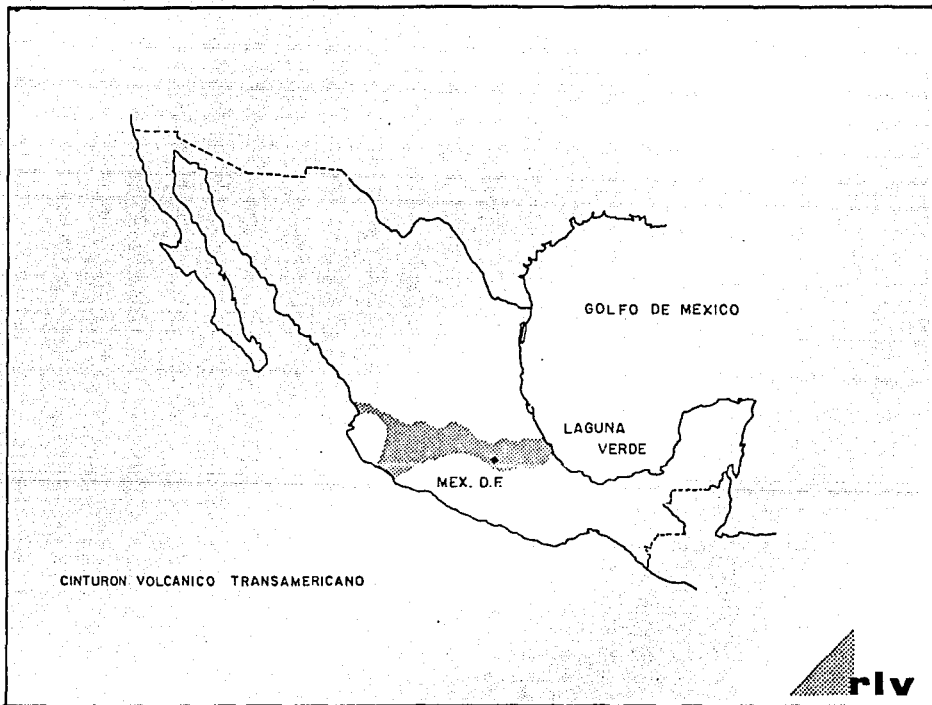 GOLFO DE MEXICO
LAGUNA
VERDE
MEX. D.F.
CINTURON VOLCANICO TRANSAMERICANO
rlv